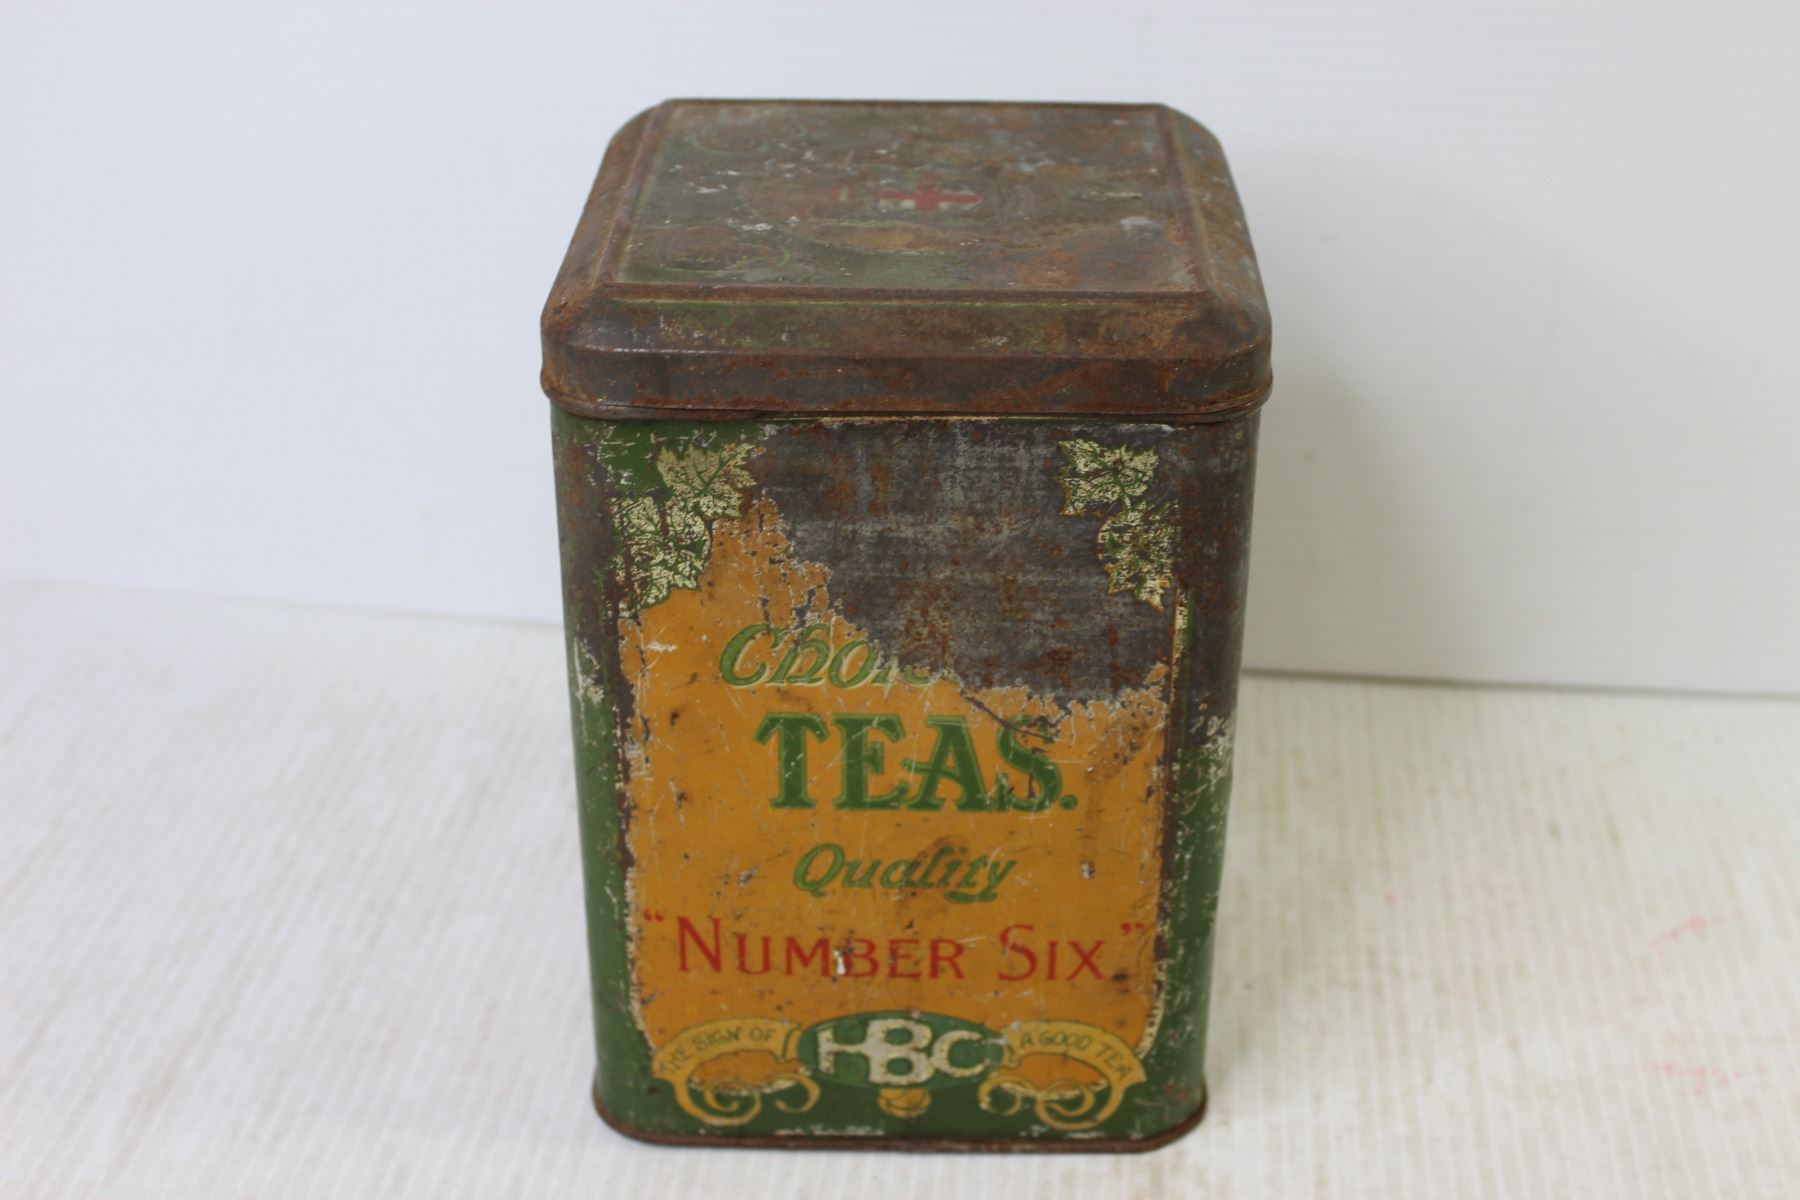 TEAS.
Quality
"NUMBER SIX"
THE SIGN OF HBC A GOOD TEA